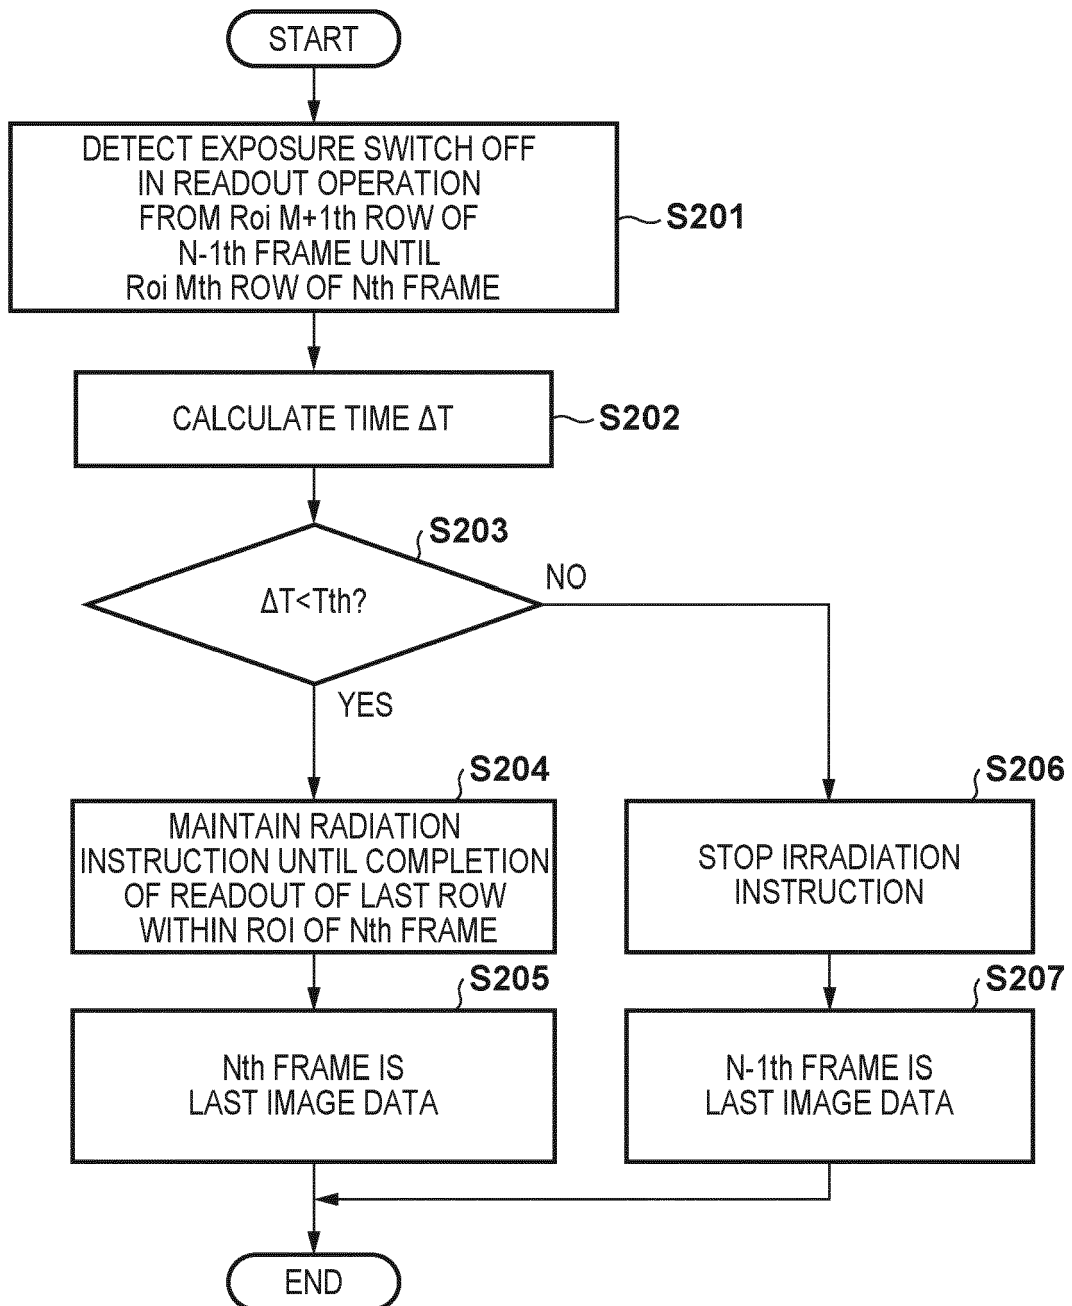 START
DETECT EXPOSURE SWITCH OFF
IN READOUT OPERATION
FROM Roi M+1th ROW OF
N-1th FRAME UNTIL
Roi Mth ROW OF Nth FRAME
S201
CALCULATE TIME ΔT
S202
S203
ΔT<Tth?
NO
YES
S204
MAINTAIN RADIATION
INSTRUCTION UNTIL COMPLETION
OF READOUT OF LAST ROW
WITHIN ROI OF Nth FRAME
S206
STOP IRRADIATION
INSTRUCTION
S205
Nth FRAME IS
LAST IMAGE DATA
S207
N-1th FRAME IS
LAST IMAGE DATA
END